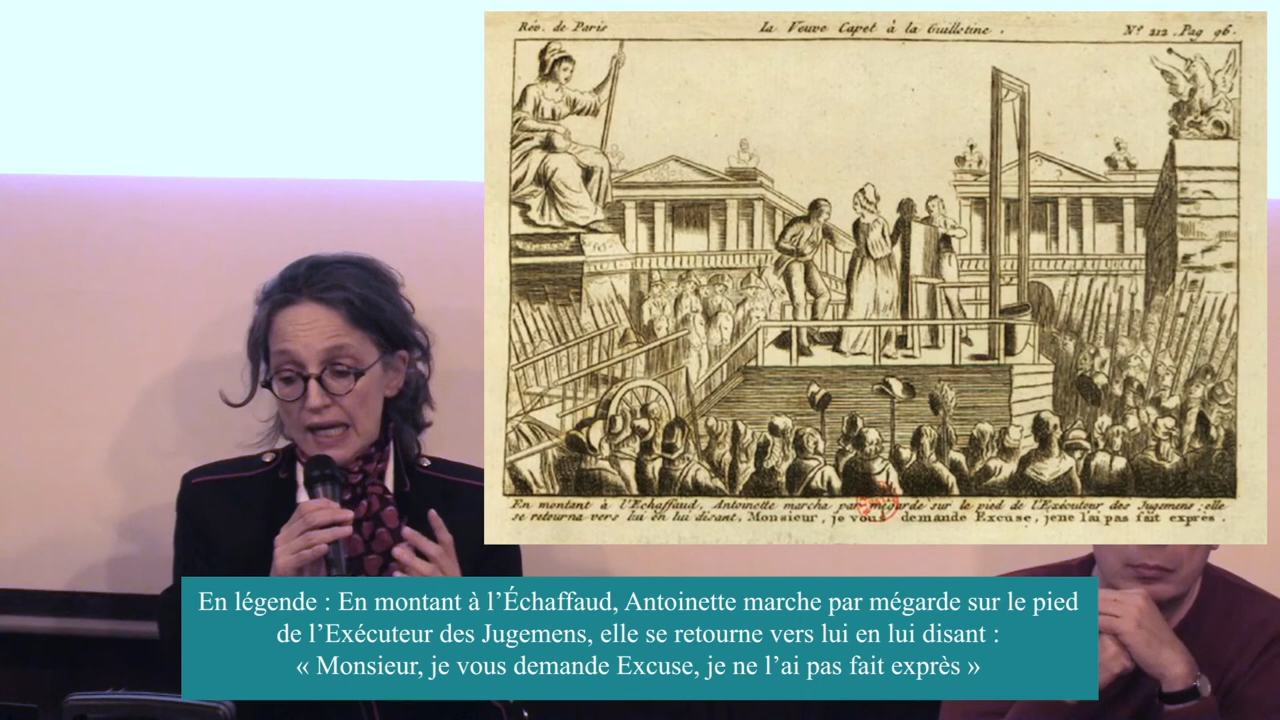 Rév. de Paris
La Veuve Capet à la Guillotine.
Nº 212. Pag 96.
En montant à l'Echaffaud, Antoinette marcha par mégarde sur le pied de l'Exécuteur des Jugemens; elle
se retourna vers lui en lui disant, Monsieur, je vous demande Excuse, jene l'ai pas fait exprès.
En légende : En montant à l’Échaffaud, Antoinette marche par mégarde sur le pied
de l’Exécuteur des Jugemens, elle se retourne vers lui en lui disant :
« Monsieur, je vous demande Excuse, je ne l’ai pas fait exprès »